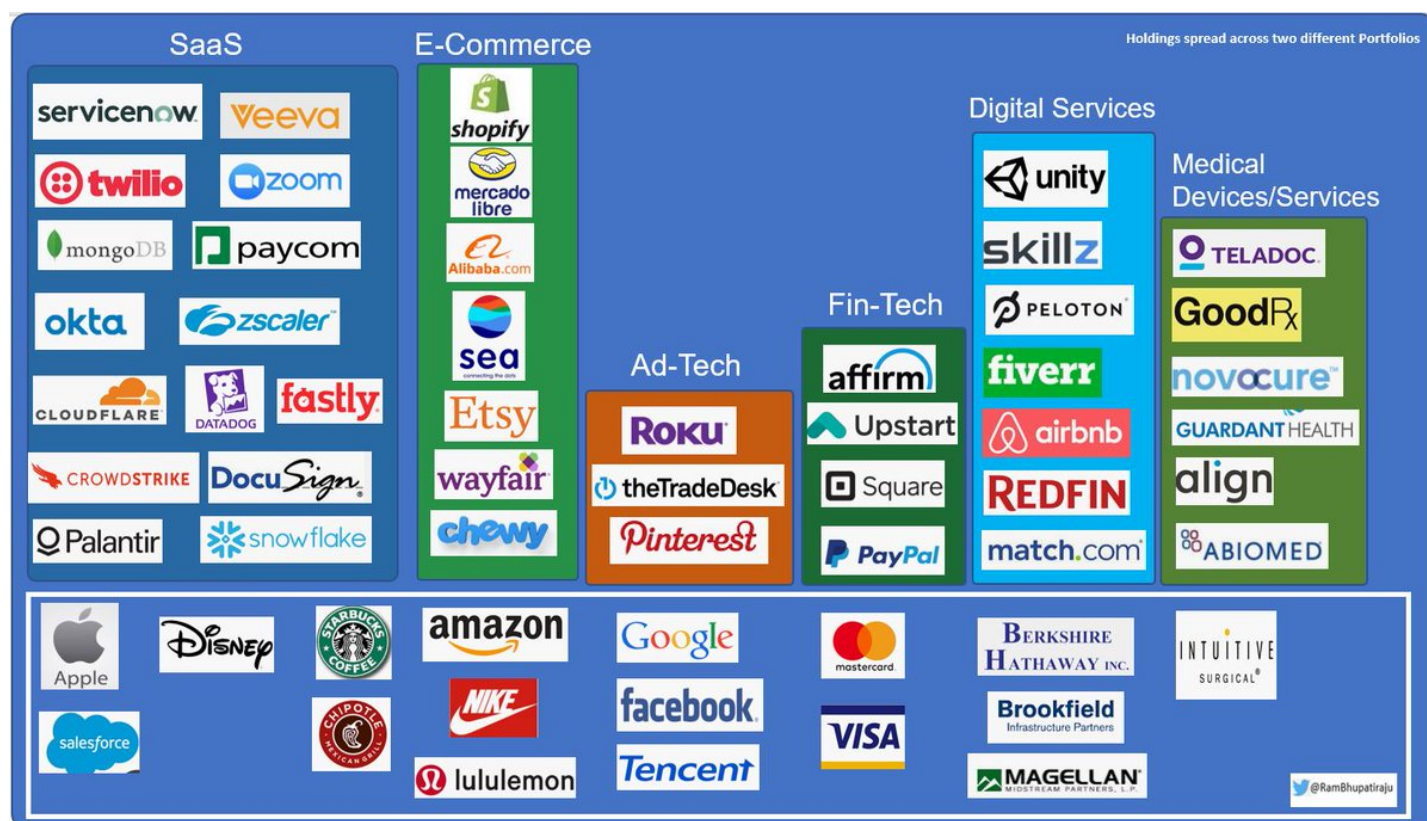 Holdings spread across two different Portfolios
SaaS
servicenow
Veeva
twilio
zoom
mongoDB
paycom
okta
zscaler™
CLOUDFLARE
DATADOG
fastly
CROWDSTRIKE
DocuSign®
Palantir
snowflake
E-Commerce
shopify
mercado
libre
Alibaba.com
sea
connecting the dots
Etsy
wayfair
chewy
Ad-Tech
ROKU
theTradeDesk
Pinterest
Fin-Tech
affirm
Upstart
Square
PayPal
Digital Services
unity
skillz
PELOTON
fiverr
airbnb
REDFIN
match.com
Medical
Devices/Services
TELADOC
GoodRx
novocure™
GUARDANT HEALTH
align
ABIOMED
Apple
Disney
STARBUCKS
COFFEE
amazon
Google
mastercard
BERKSHIRE
HATHAWAY INC.
INTUITIVE
SURGICAL®
salesforce
CHIPOTLE
MEXICAN GRILL
NIKE
facebook
VISA
Brookfield
Infrastructure Partners
lululemon
Tencent
MAGELLAN
MIDSTREAM PARTNERS, L.P.
@RamBhupatiraju